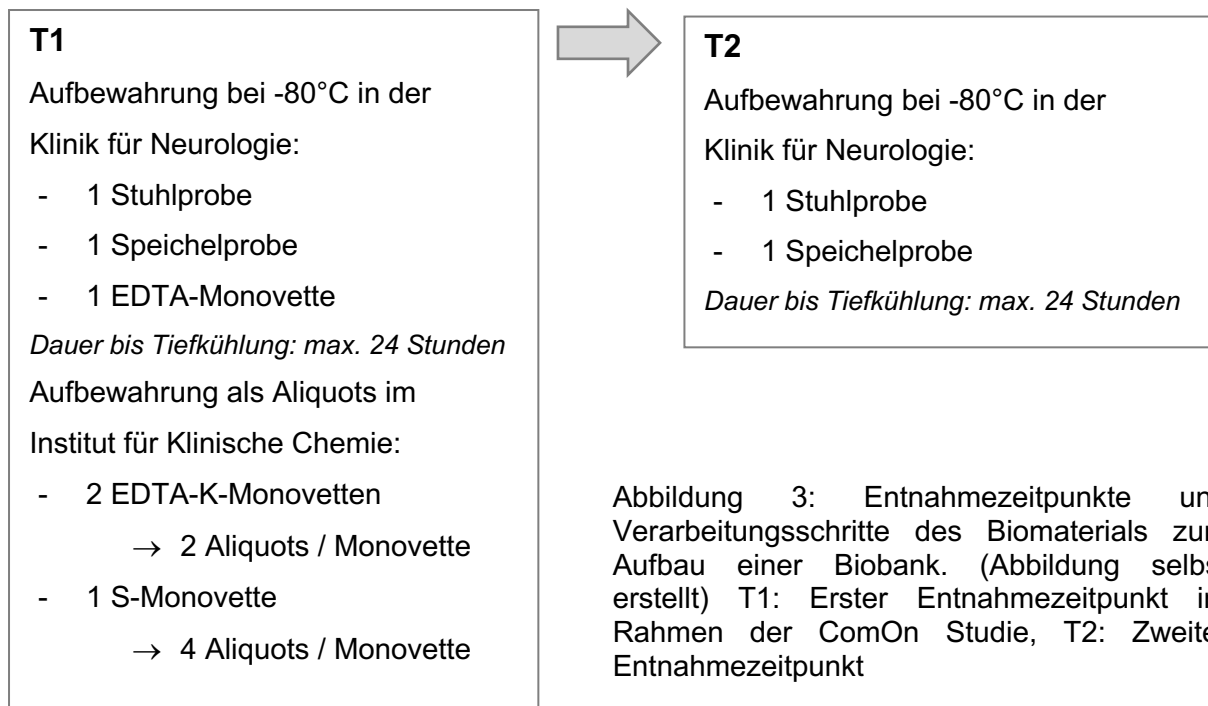 T1
Aufbewahrung bei -80°C in der
Klinik für Neurologie:
- 1 Stuhlprobe
- 1 Speichelprobe
- 1 EDTA-Monovette
Dauer bis Tiefkühlung: max. 24 Stunden
Aufbewahrung als Aliquots im
Institut für Klinische Chemie:
- 2 EDTA-K-Monovetten
→ 2 Aliquots / Monovette
- 1 S-Monovette
→ 4 Aliquots / Monovette
T2
Aufbewahrung bei -80°C in der
Klinik für Neurologie:
- 1 Stuhlprobe
- 1 Speichelprobe
Dauer bis Tiefkühlung: max. 24 Stunden
Abbildung 3: Entnahmezeitpunkte un
Verarbeitungsschritte des Biomaterials zu
Aufbau einer Biobank. (Abbildung selbs
erstellt) T1: Erster Entnahmezeitpunkt i
Rahmen der ComOn Studie, T2: Zweite
Entnahmezeitpunkt